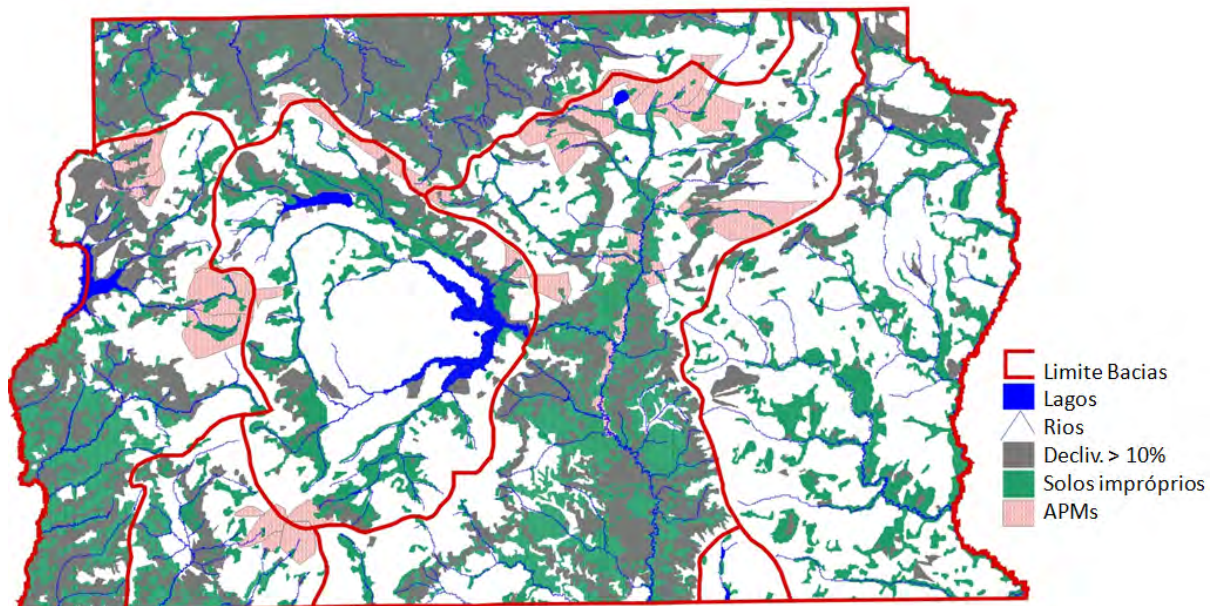 Limite Bacias
Lagos
Rios
Decliv. > 10%
Solos impróprios
APMs